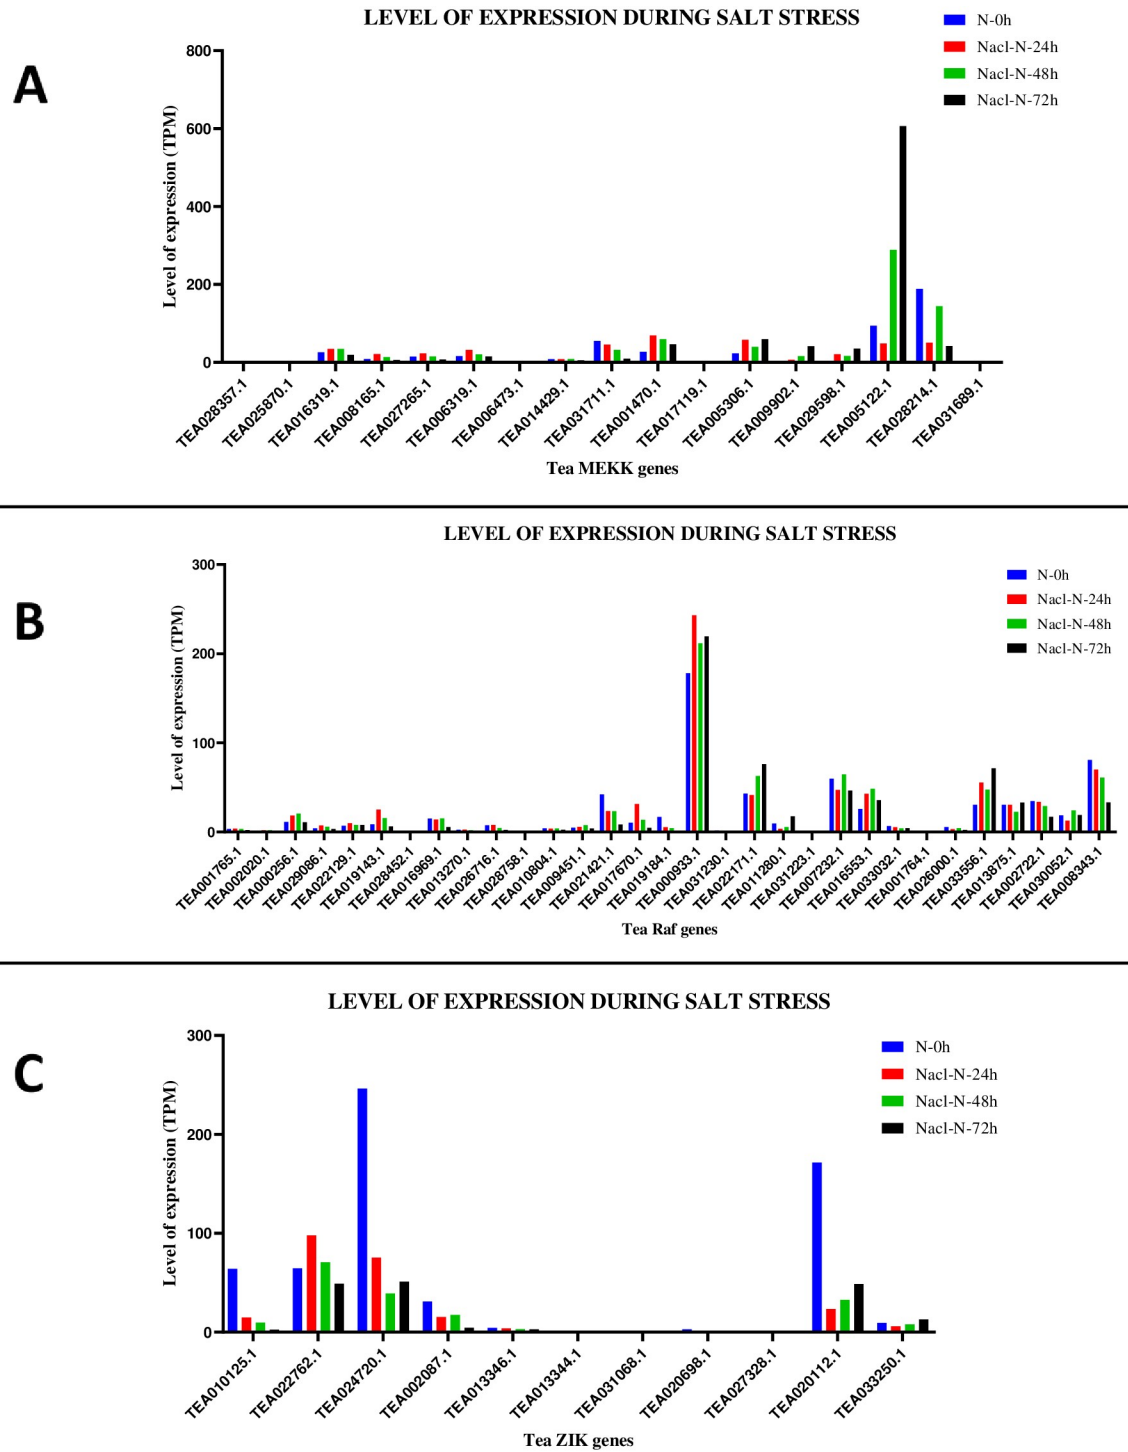 A
LEVEL OF EXPRESSION DURING SALT STRESS
N-0h
Nacl-N-24h
Nacl-N-48h
Nacl-N-72h
Level of expression (TPM)
800
600
400
200
0
TEA028357.1
TEA025870.1
TEA016319.1
TEA008165.1
TEA027265.1
TEA006319.1
TEA006473.1
TEA014429.1
TEA031711.1
TEA001470.1
TEA017119.1
TEA005306.1
TEA009902.1
TEA029598.1
TEA005122.1
TEA028214.1
TEA031689.1
Tea MEKK genes
B
LEVEL OF EXPRESSION DURING SALT STRESS
N-0h
Nacl-N-24h
Nacl-N-48h
Nacl-N-72h
Level of expression (TPM)
300
200
100
0
TEA001765.1
TEA002020.1
TEA000256.1
TEA029086.1
TEA022129.1
TEA019143.1
TEA028452.1
TEA016969.1
TEA013270.1
TEA026716.1
TEA028758.1
TEA010804.1
TEA009451.1
TEA021421.1
TEA017670.1
TEA019184.1
TEA000933.1
TEA031230.1
TEA022171.1
TEA011280.1
TEA031223.1
TEA007232.1
TEA016553.1
TEA033032.1
TEA001764.1
TEA026000.1
TEA033556.1
TEA013875.1
TEA002722.1
TEA030052.1
TEA008343.1
Tea Raf genes
C
LEVEL OF EXPRESSION DURING SALT STRESS
N-0h
Nacl-N-24h
Nacl-N-48h
Nacl-N-72h
Level of expression (TPM)
300
200
100
0
TEA010125.1
TEA022762.1
TEA024720.1
TEA002087.1
TEA013346.1
TEA013344.1
TEA031068.1
TEA020698.1
TEA027328.1
TEA020112.1
TEA033250.1
Tea ZIK genes